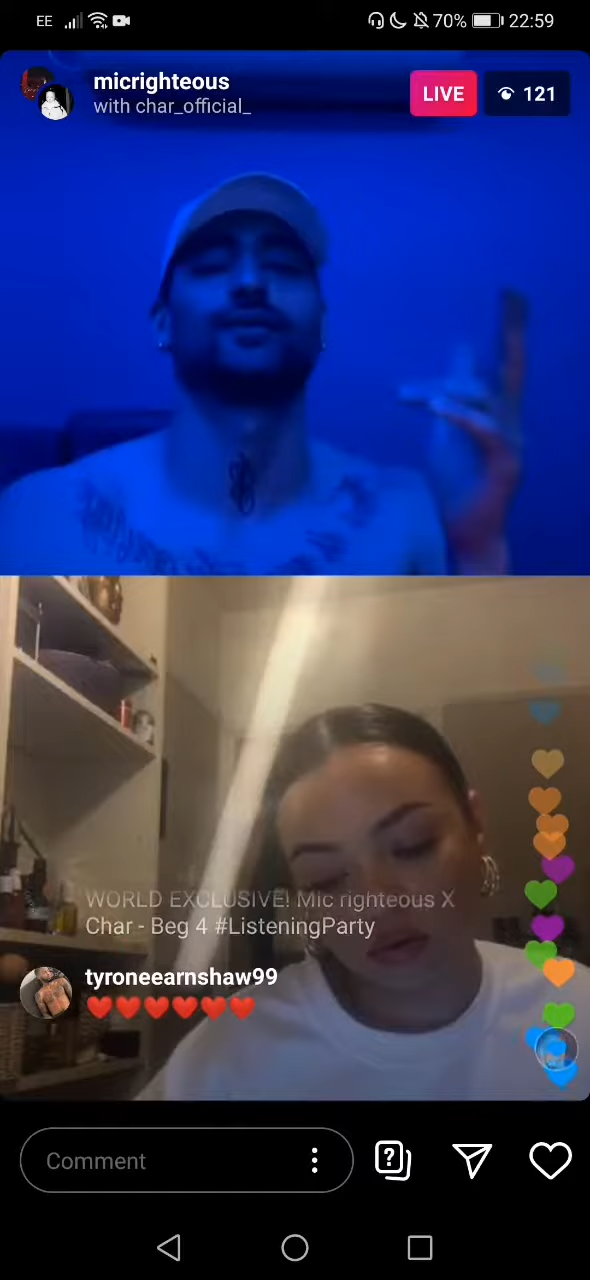 EE 70% 22:59
micrighteous
with char_official_
LIVE 121
WORLD EXCLUSIVE! Mic righteous X
Char - Beg 4 #ListeningParty
tyroneearnshaw99
Comment